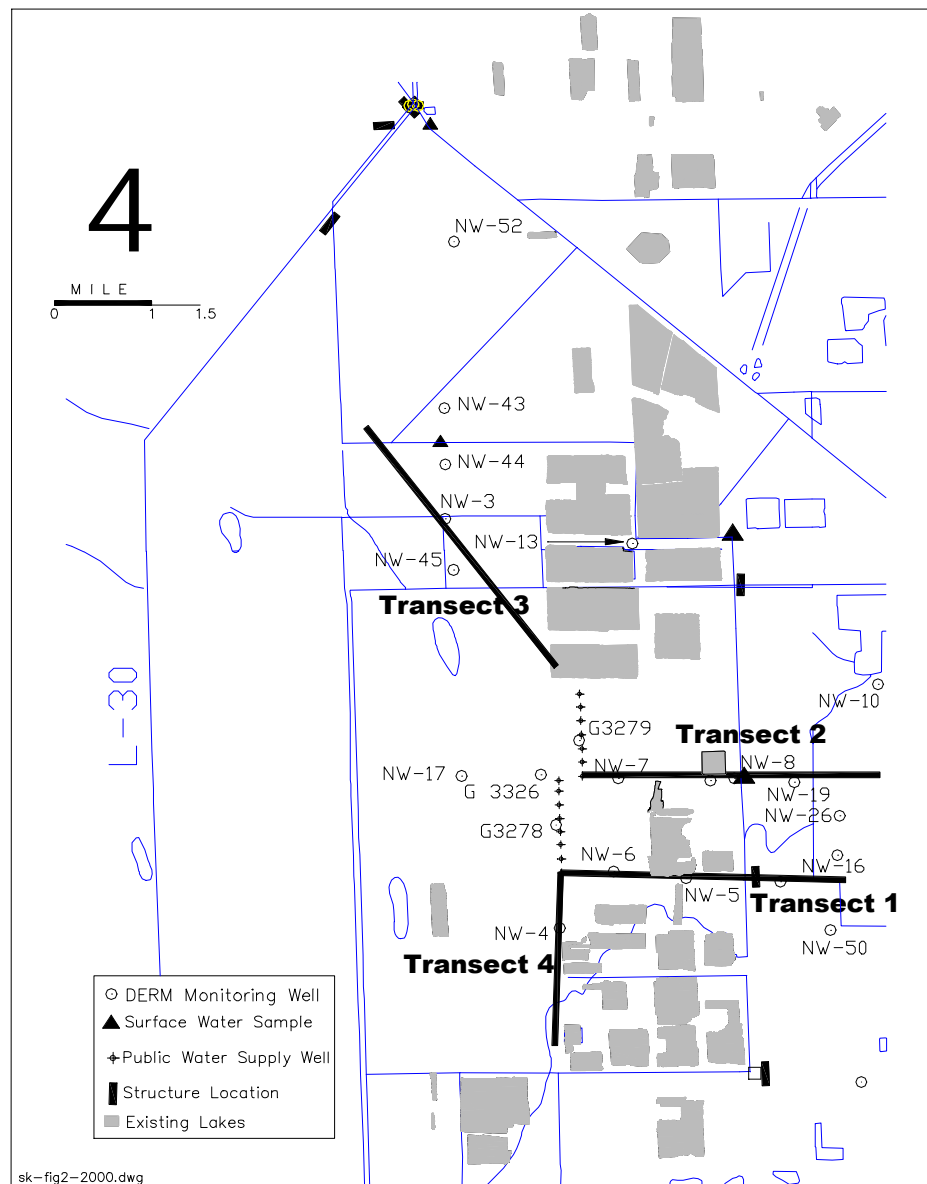 4
MILE
0 1 1.5
NW-52
NW-43
NW-44
NW-3
NW-13
NW-45
Transect 3
L-30
NW-10
G3279
Transect 2
NW-7
NW-8
NW-17
G 3326
NW-19
NW-26
G3278
NW-6
NW-16
NW-5
Transect 1
NW-4
NW-50
Transect 4
DERM Monitoring Well
Surface Water Sample
Public Water Supply Well
Structure Location
Existing Lakes
sk-fig2-2000.dwg